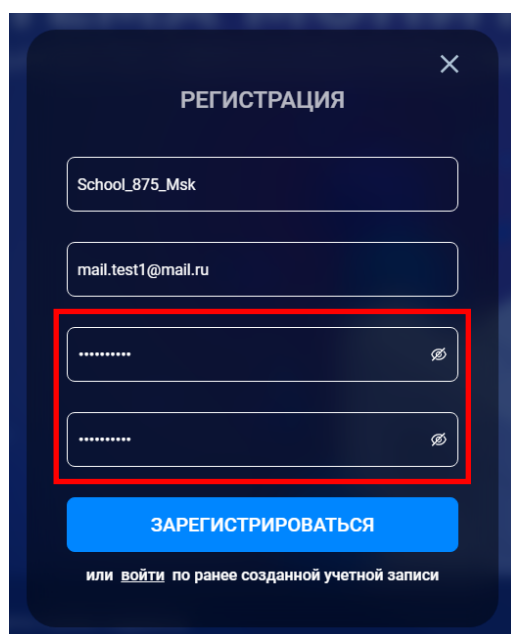 РЕГИСТРАЦИЯ
School_875_Msk
mail.test1@mail.ru
••••••••••
••••••••••
ЗАРЕГИСТРИРОВАТЬСЯ
или войти по ранее созданной учетной записи